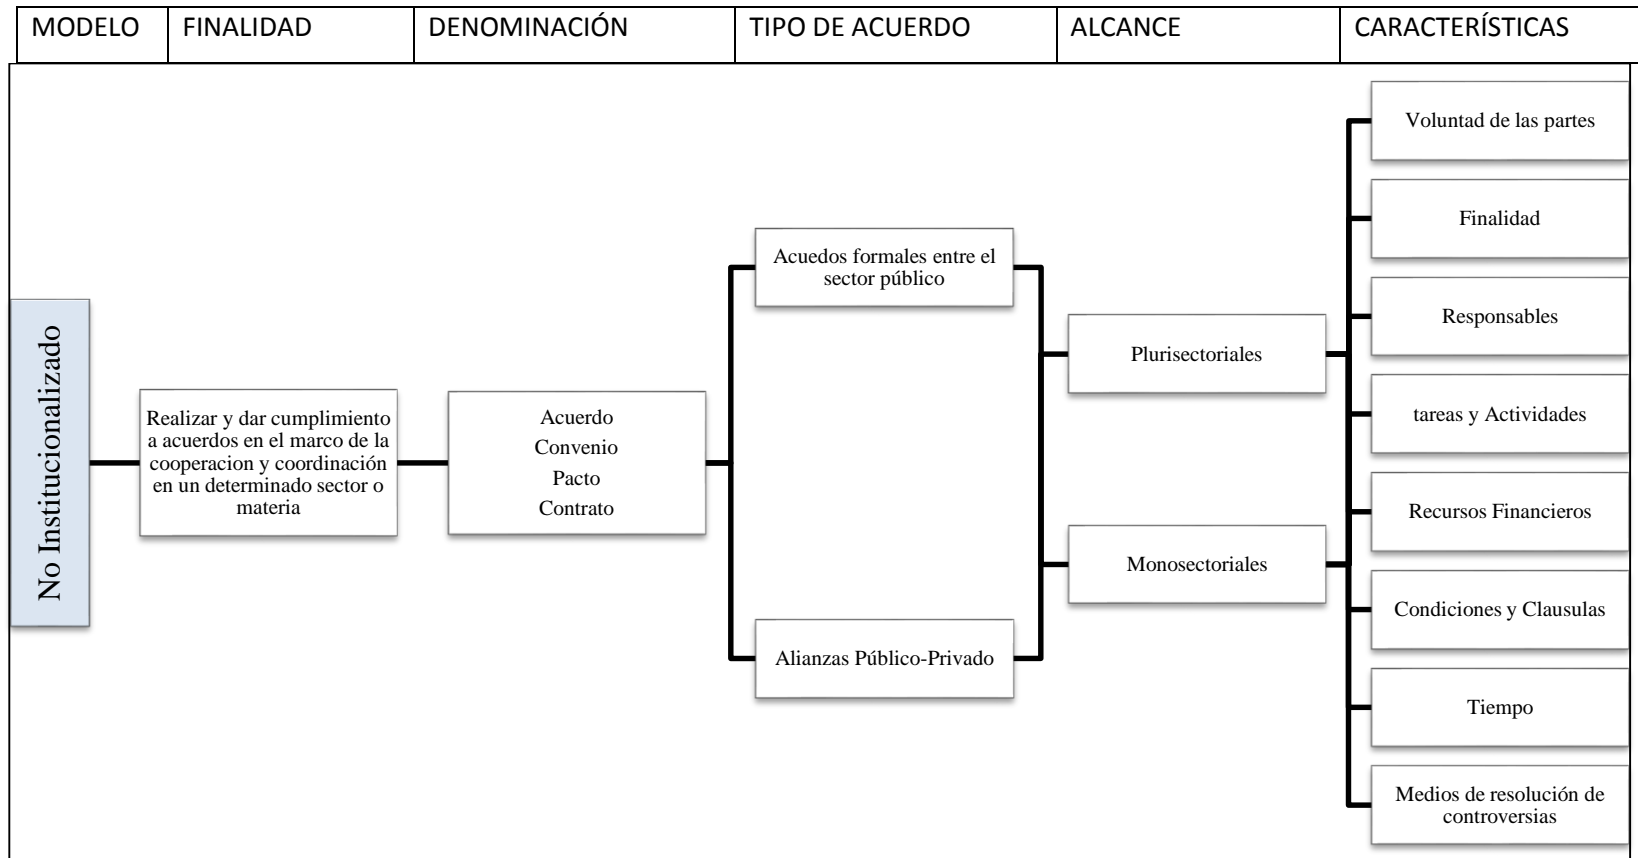 MODELO
FINALIDAD
DENOMINACIÓN
TIPO DE ACUERDO
ALCANCE
CARACTERÍSTICAS
No Institucionalizado
Realizar y dar cumplimiento
a acuerdos en el marco de la
cooperacion y coordinación
en un determinado sector o
materia
Acuerdo
Convenio
Pacto
Contrato
Acuedos formales entre el
sector público
Alianzas Público-Privado
Plurisectoriales
Monosectoriales
Voluntad de las partes
Finalidad
Responsables
tareas y Actividades
Recursos Financieros
Condiciones y Clausulas
Tiempo
Medios de resolución de
controversias